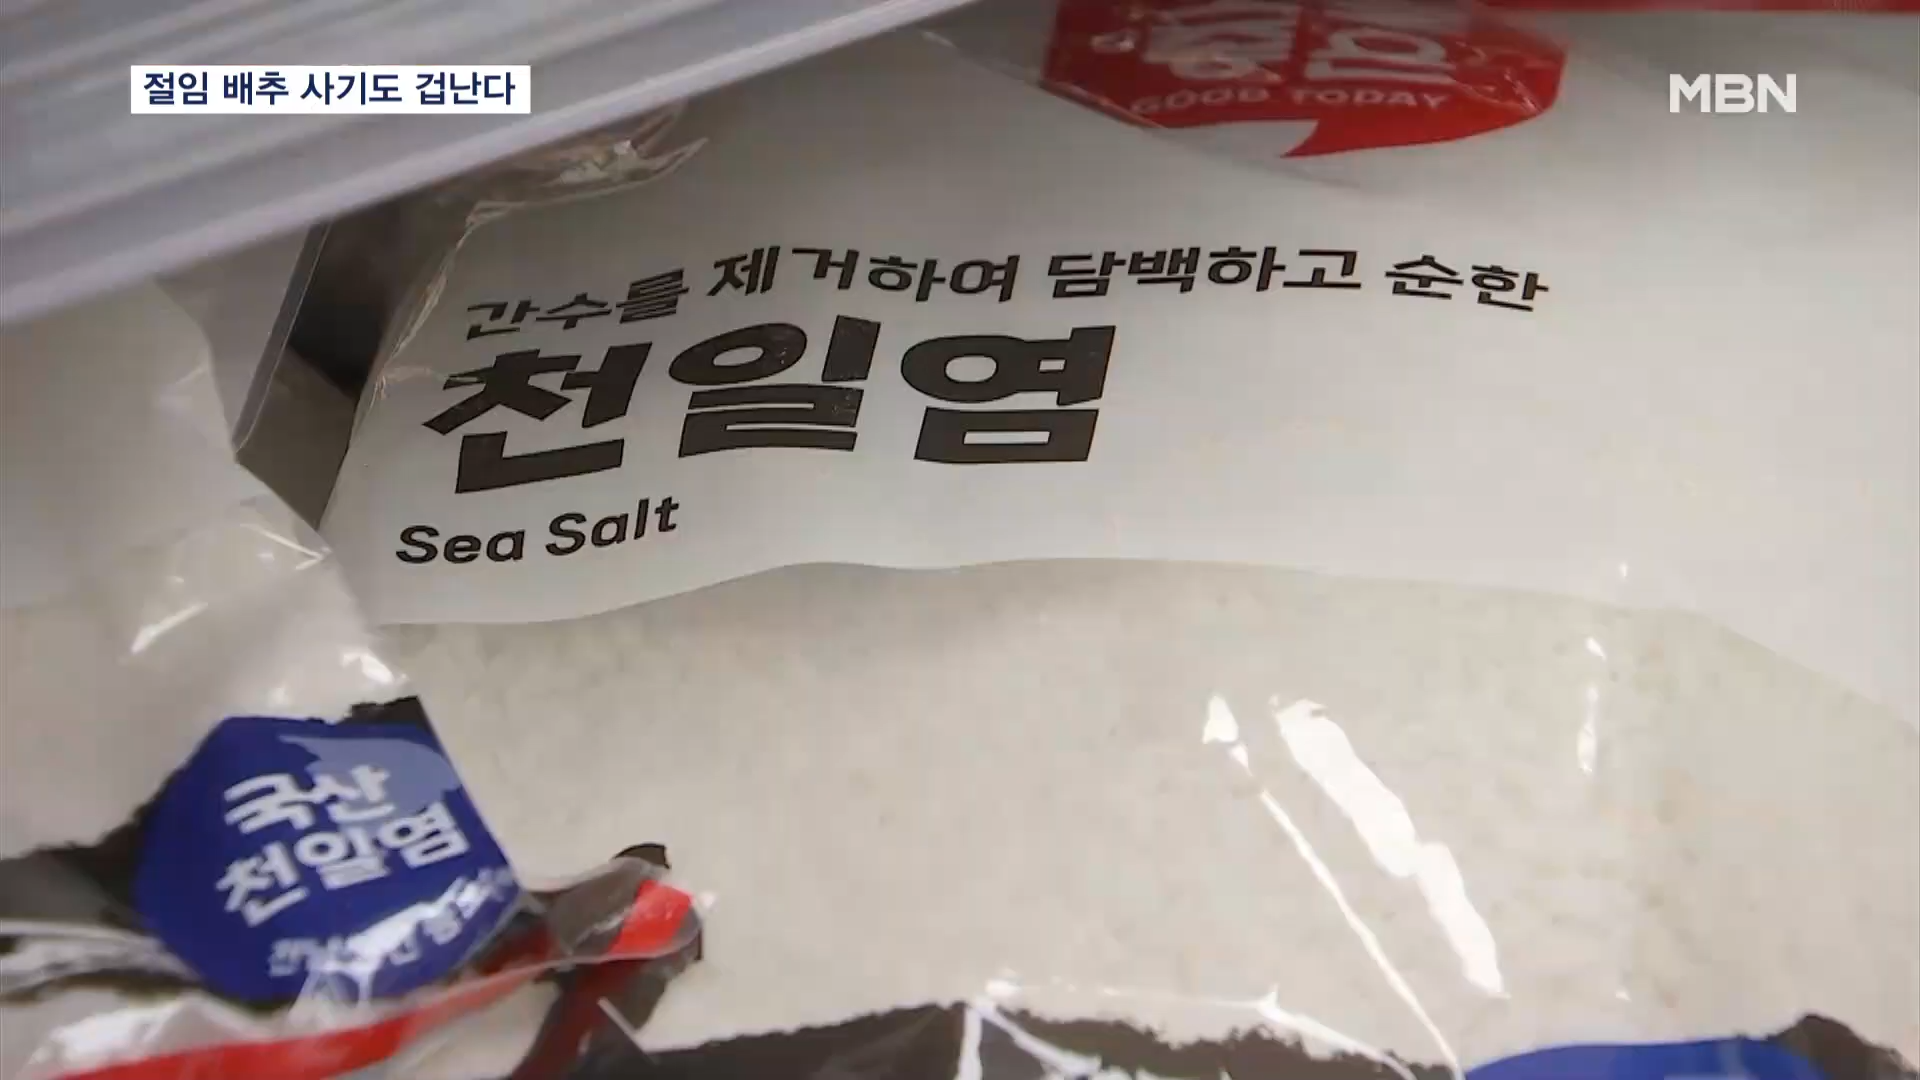 절임 배추 사기도 겁난다
MBN
GOOD TODAY
간수를 제거하여 담백하고 순한
천일염
Sea Salt
국산
천일염